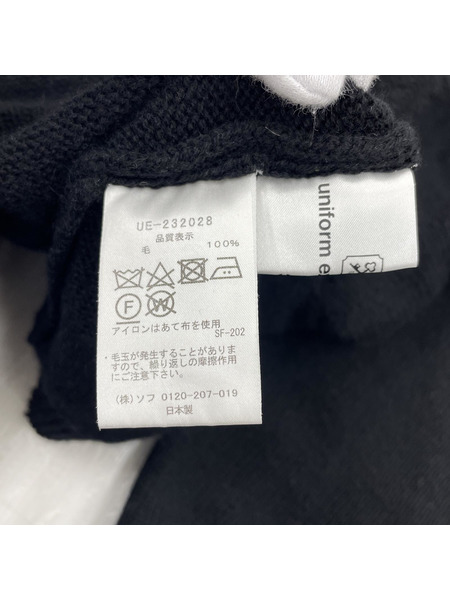 UE-232028
品質表示
毛 100%
F W
アイロンはあて布を使用
SF-202
・毛玉が発生することがありま
すので、繰り返しの摩擦作用
にご注意下さい。
(株)ソフ 0120-207-019
日本製
uniform e